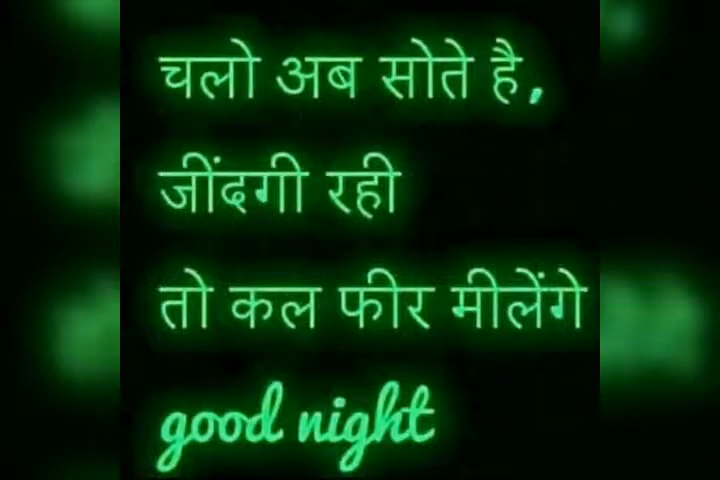 चलो अब सोते है,
जींदगी रही
तो कल फीर मीलेंगे
good night